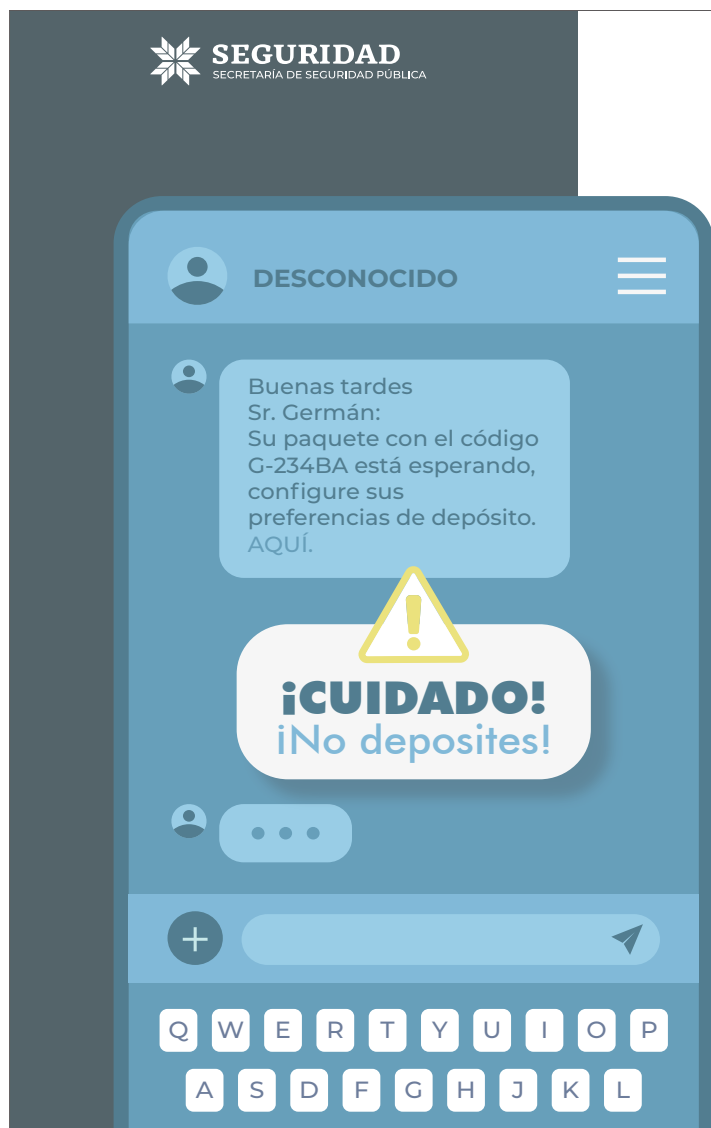 SEGURIDAD
SECRETARÍA DE SEGURIDAD PÚBLICA
DESCONOCIDO
Buenas tardes
Sr. Germán:
Su paquete con el código
G-234BA está esperando,
configure sus
preferencias de depósito.
AQUÍ.
¡CUIDADO!
¡No deposites!
Q W E R T Y U I O P
A S D F G H J K L